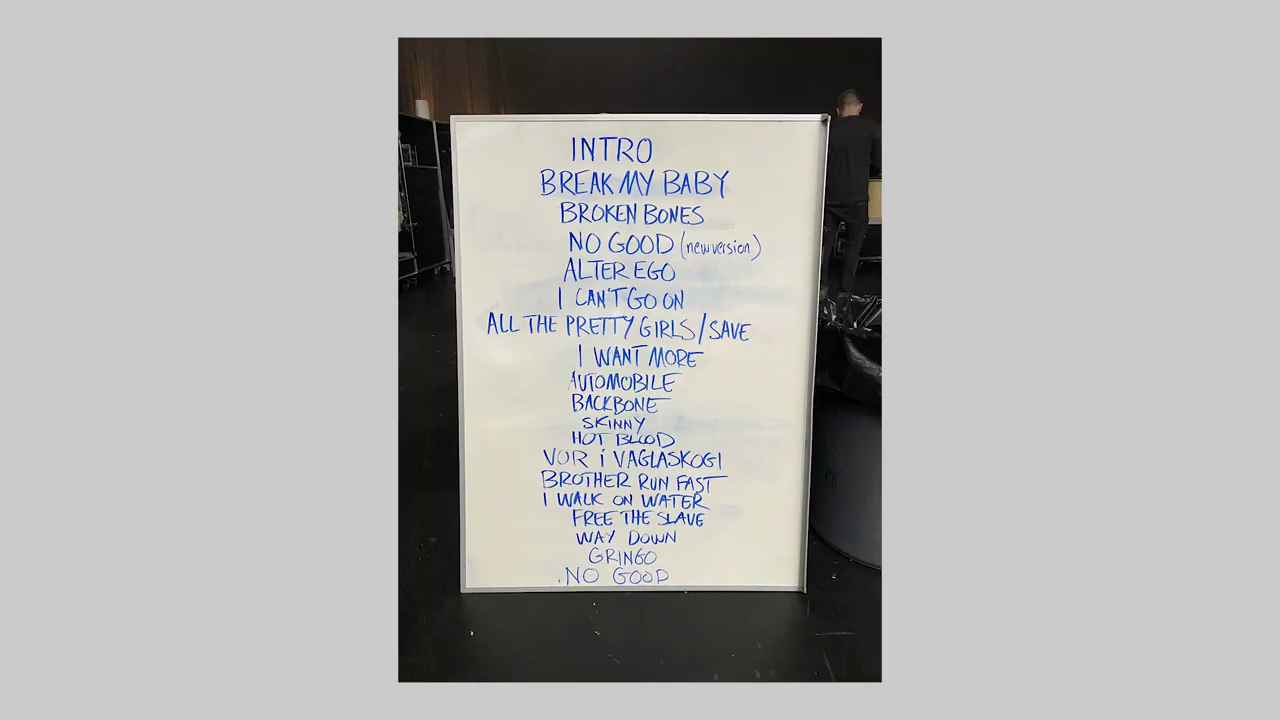 INTRO
BREAK MY BABY
BROKEN BONES
NO GOOD (new version)
ALTER EGO
I CAN'T GO ON
ALL THE PRETTY GIRLS/SAVE
I WANT MORE
AUTOMOBILE
BACKBONE
SKINNY
HOT BLOOD
VOR í VAGLASKOGI
BROTHER RUN FAST
I WALK ON WATER
FREE THE SLAVE
WAY DOWN
GRINGO
NO GOOD